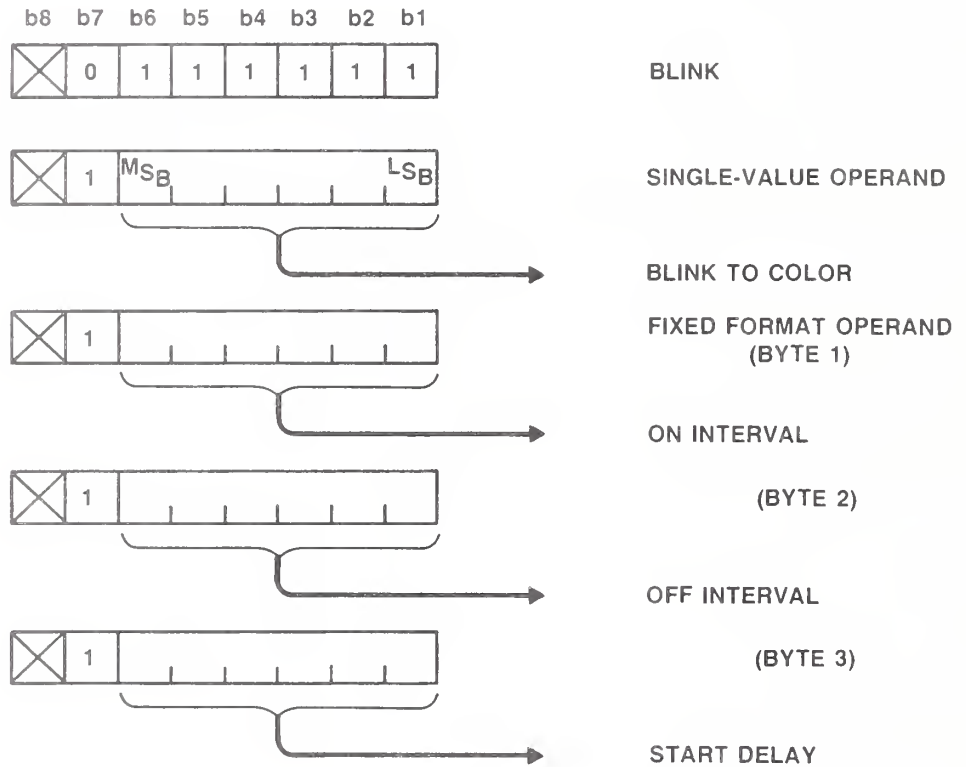 b8 b7 b6 b5 b4 b3 b2 b1
0 1 1 1 1 1 1 BLINK
1 MSB LSB SINGLE-VALUE OPERAND
BLINK TO COLOR
1 FIXED FORMAT OPERAND
(BYTE 1)
ON INTERVAL
1 (BYTE 2)
OFF INTERVAL
1 (BYTE 3)
START DELAY